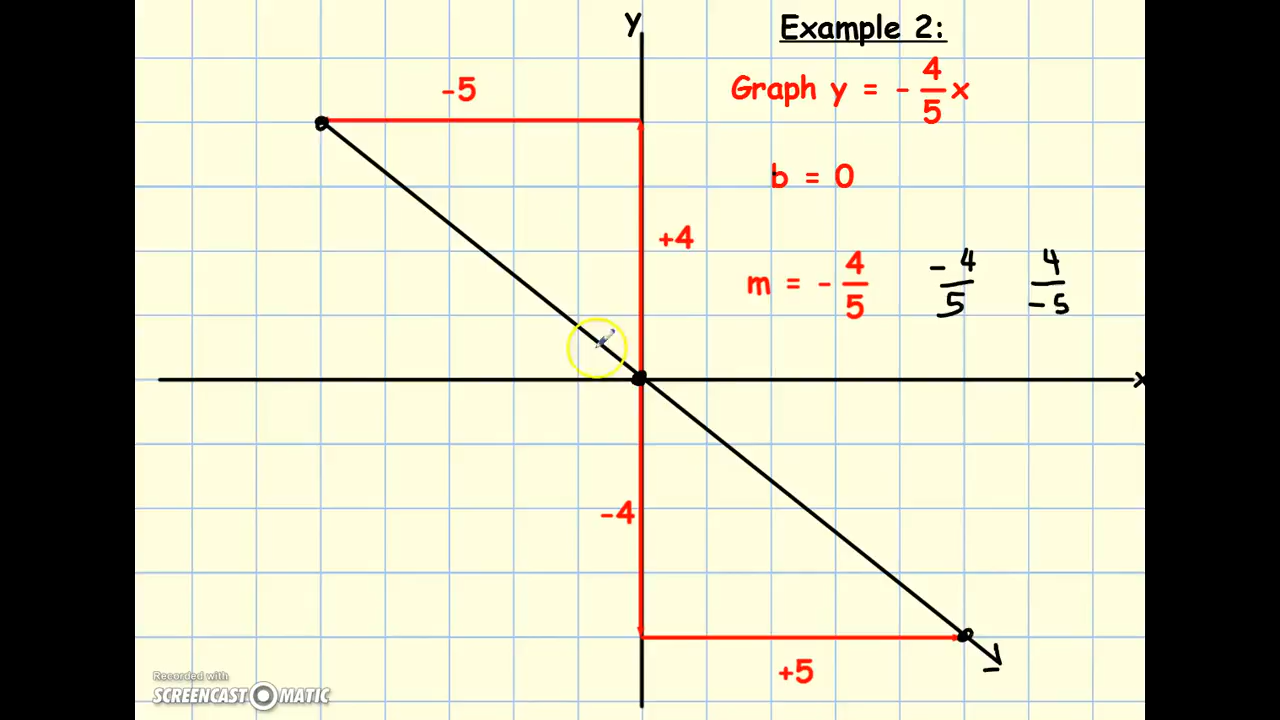 y
Example 2:
-5
Graph y = - 4/5 x
b = 0
+4
m = - 4/5
-4/5
4/-5
x
-4
+5
Recorded with
SCREENCAST-O-MATIC